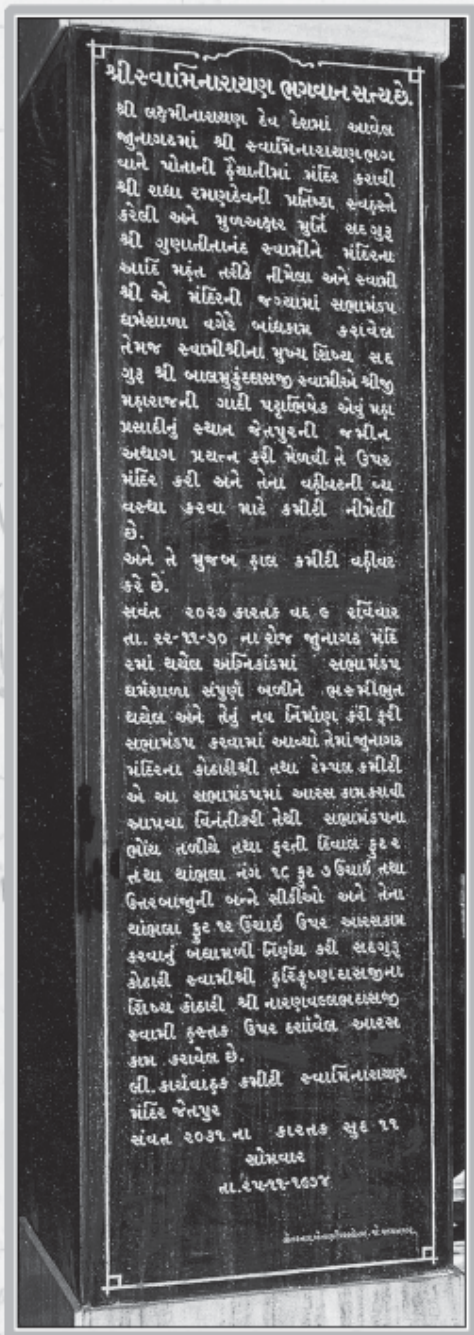 શ્રી સ્વામિનારાયણ ભગવાન સત્ય છે.
શ્રી લક્ષ્મીનારાયણ દેવ દેશમાં આવેલ
જુનાગઢમાં શ્રી સ્વામિનારાયણ ભગ
વાને પોતાની હૈયાતીમાં મંદિર કરાવી
શ્રી રાધા રમણદેવની પ્રતિષ્ઠા સ્વહસ્તે
કરેલી અને મુળઅક્ષર મુર્તિ સદગુરૂ
શ્રી ગુણાતીતાનંદ સ્વામીને મંદિરના
આદિ મહંત તરીકે નીમેલા અને સ્વામી
શ્રી એ મંદિરની જગ્યામાં સભામંડપ
ધર્મશાળા વગેરે બાંધકામ કરાવેલ
તેમજ સ્વામીશ્રીના મુખ્ય શિષ્ય સદ
ગુરૂ શ્રી બાલમુકુંદદાસજી સ્વામીએ શ્રીજી
મહારાજની ગાદી પટ્ટાભિષેક એવું મહા
પ્રસાદીનું સ્થાન જેતપુરની જમીન
અથાગ પ્રયત્ન કરી મેળવી તે ઉપર
મંદિર કરી અને તેના વહીવટની વ્ય
વસ્થા કરવા માટે કમીટી નીમેલી
છે.
અને તે મુજબ હાલ કમીટી વહીવટ
કરે છે.
સવંત ૨૦૨૭ કારતક વદ ૯ રવિવાર
તા. ૨૨-૧૧-૭૦ ના રોજ જુનાગઢ મંદિ
રમાં થયેલ અગ્નિકાંડમાં સભામંડપ
ધર્મશાળા સંપુર્ણ બળીને ભસ્મીભુત
થયેલ અને તેનું નવ નિર્માણ કરી ફરી
સભામંડપ કરવામાં આવ્યો તેમાં જુનાગઢ
મંદિરના કોઠારીશ્રી તથા ટેમ્પલ કમીટી
એ આ સભામંડપમાં આરસ કામ કરાવી
આપવા વિનંતી કરી તેથી સભામંડપના
ભોંય તળીયે તથા ફરતી દિવાલ ફુટ ૨
તથા થાંભલા નંગ ૧૮ ફુટ ૭ ઉંચાઇ તથા
ઉત્તરબાજુની બન્ને સીડીઓ અને તેના
થાંભલા ફુટ ૧૨ ઉંચાઇ ઉપર આરસકામ
કરવાનું બધામળી નિર્ણય કરી સદગુરૂ
કોઠારી સ્વામીશ્રી હરિકૃષ્ણદાસજીના
શિષ્ય કોઠારી શ્રી નારણવલ્લભદાસજી
સ્વામી હસ્તક ઉપર દર્શાવેલ આરસ
કામ કરાવેલ છે.
લી. કાર્યવાહક કમીટી સ્વામિનારાયણ
મંદિર જેતપુર
સંવત ૨૦૩૧ ના કારતક સુદ ૧૧
સોમવાર
તા.૨૫-૧૧-૧૯૭૪